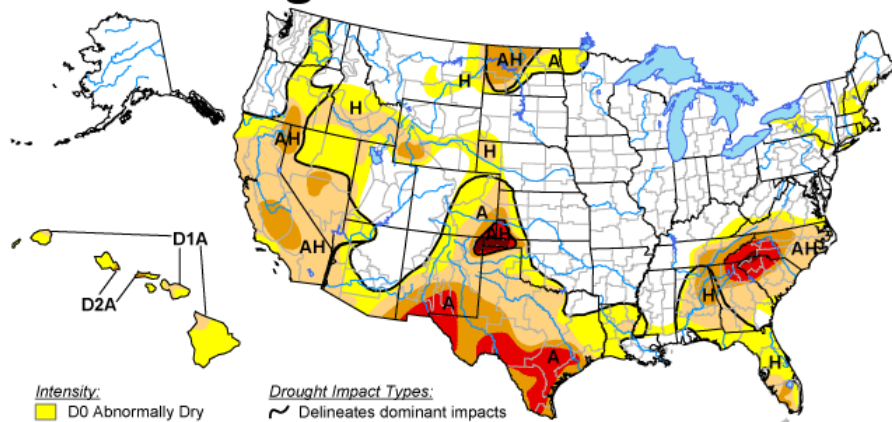 AH
A
H
H
AH
H
A
AH
AH
AH
H
A
A
H
D1A
D2A
Intensity:
D0 Abnormally Dry
Drought Impact Types:
Delineates dominant impacts